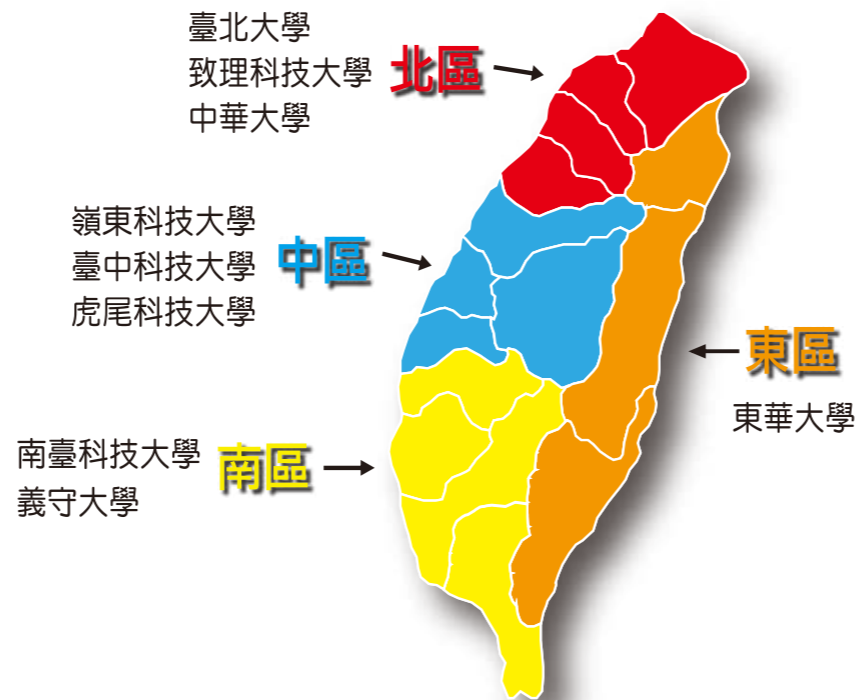 臺北大學
致理科技大學
中華大學
北區
嶺東科技大學
臺中科技大學
虎尾科技大學
中區
東區
東華大學
南臺科技大學
義守大學
南區